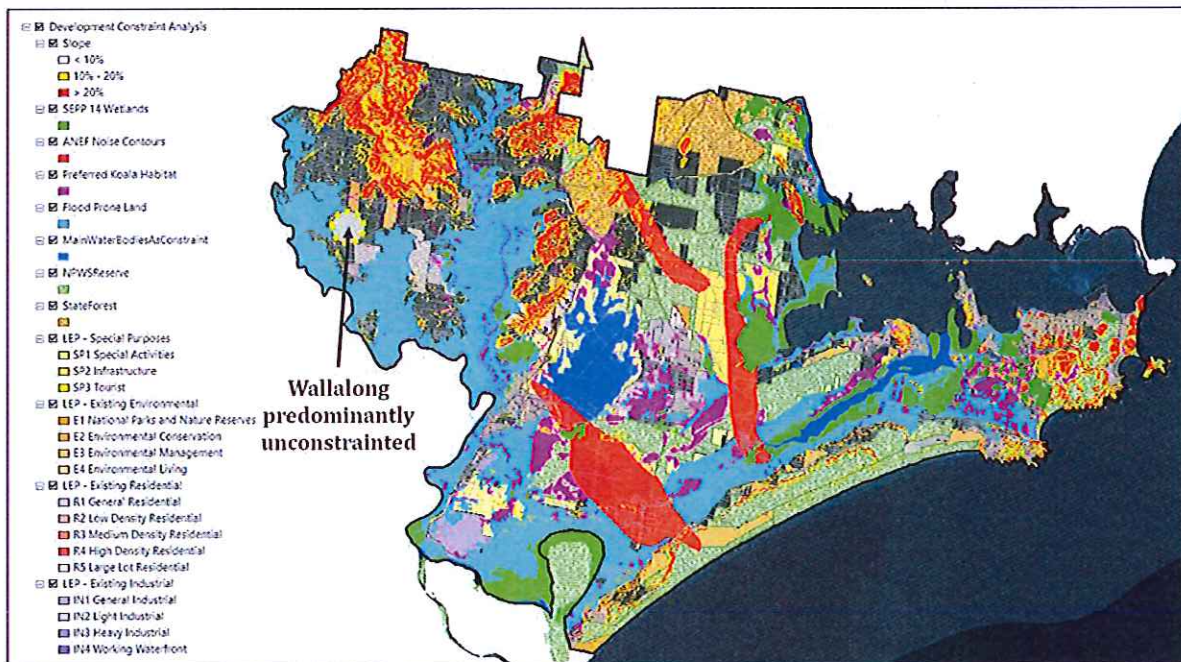 Development Constraint Analysis
Slope
< 10%
10% - 20%
> 20%
SEPP 14 Wetlands
ANEF Noise Contours
Preferred Koala Habitat
Flood Prone Land
MainWaterBodiesAsConstraint
NPWSReserve
StateForest
LEP - Special Purposes
SP1 Special Activities
SP2 Infrastructure
SP3 Tourist
LEP - Existing Environmental
E1 National Parks and Nature Reserves
E2 Environmental Conservation
E3 Environmental Management
E4 Environmental Living
LEP - Existing Residential
R1 General Residential
R2 Low Density Residential
R3 Medium Density Residential
R4 High Density Residential
R5 Large Lot Residential
LEP - Existing Industrial
IN1 General Industrial
IN2 Light Industrial
IN3 Heavy Industrial
IN4 Working Waterfront
Wallalong
predominantly
unconstrainted